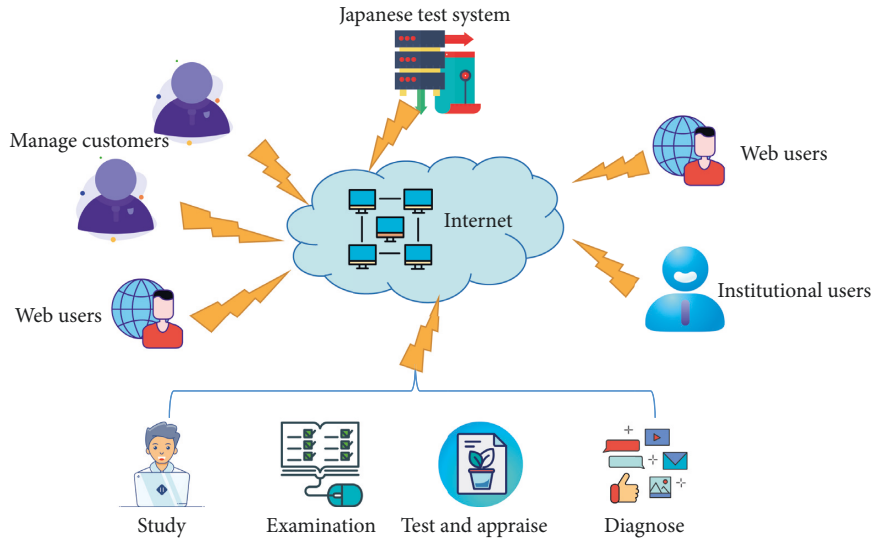 Japanese test system
Manage customers
Web users
Internet
Institutional users
Web users
Study
Examination
Test and appraise
Diagnose